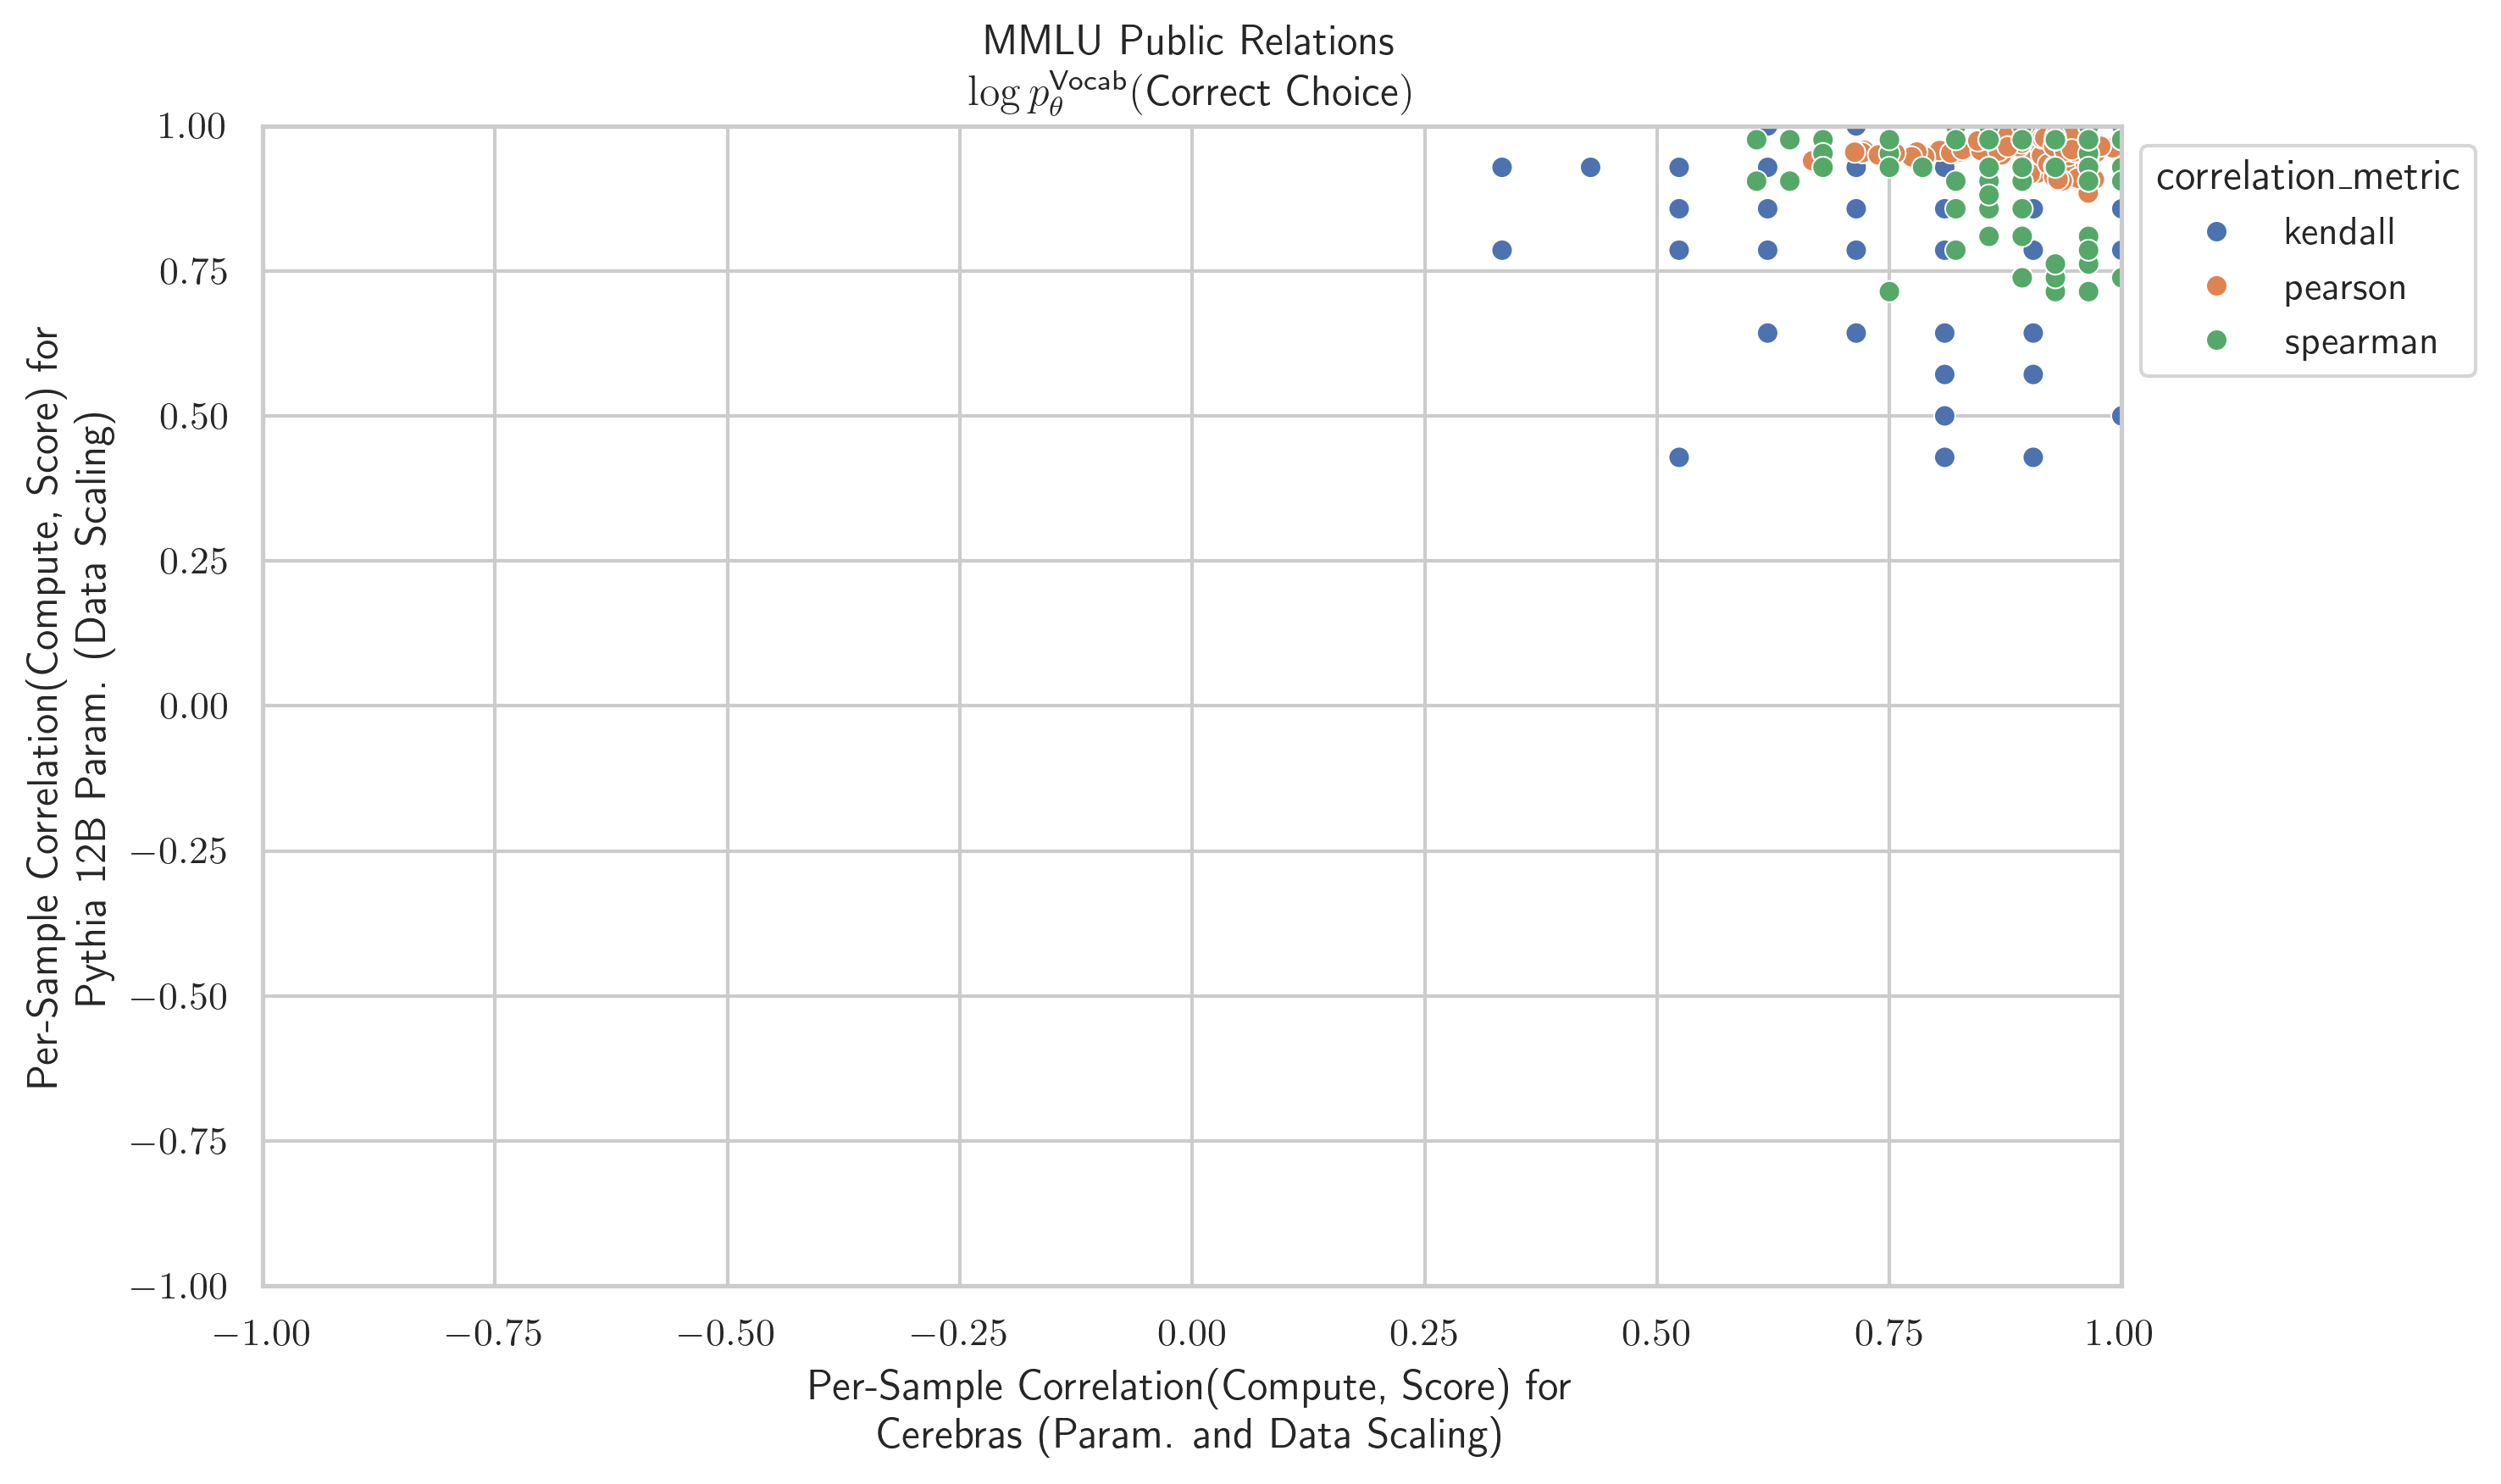 MMLU Public Relations
log p_θ^Vocab(Correct Choice)
Per-Sample Correlation(Compute, Score) for
Pythia 12B Param. (Data Scaling)
1.00
0.75
0.50
0.25
0.00
−0.25
−0.50
−0.75
−1.00
−1.00
−0.75
−0.50
−0.25
0.00
0.25
0.50
0.75
1.00
Per-Sample Correlation(Compute, Score) for
Cerebras (Param. and Data Scaling)
correlation_metric
kendall
pearson
spearman